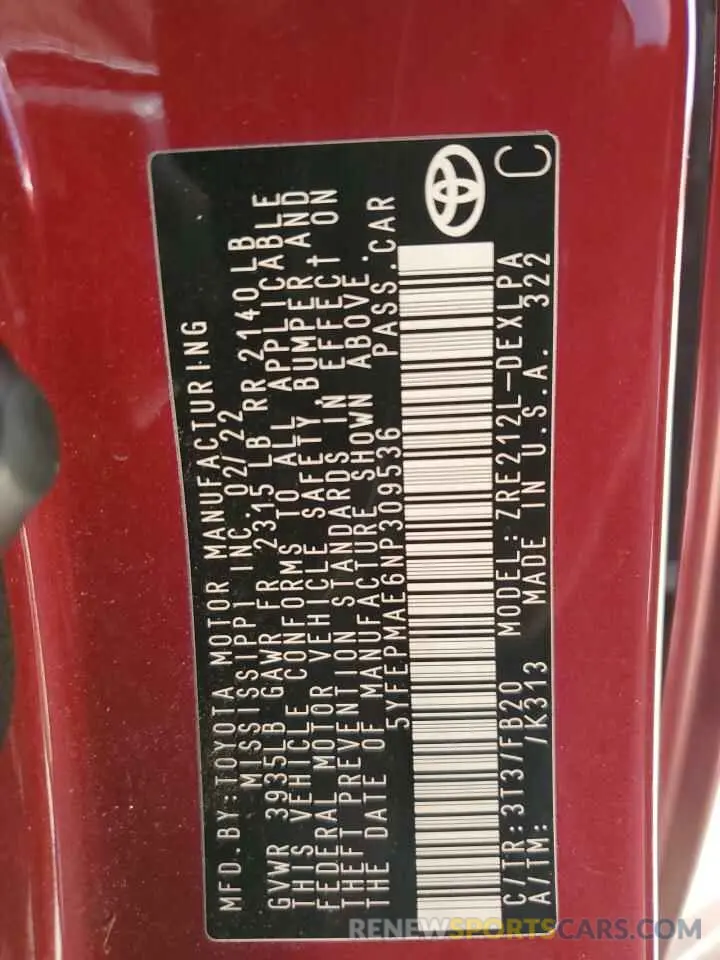 MFD. BY: TOYOTA MOTOR MANUFACTURING
MISSISSIPPI INC. 02/22
GVWR 3935LB GAWR FR 2315 LB RR 2140LB
THIS VEHICLE CONFORMS TO ALL APPLICABLE
FEDERAL MOTOR VEHICLE SAFETY, BUMPER, AND
THEFT PREVENTION STANDARDS IN EFFECT ON
THE DATE OF MANUFACTURE SHOWN ABOVE.
5YFEPMAE6NP309536 PASS. CAR
C/TR: 3T3/FB20 MODEL: ZRE212L-DEXLPA
A/TM: /K313 MADE IN U.S.A. 322
C
RENEWSPORTSCARS.COM